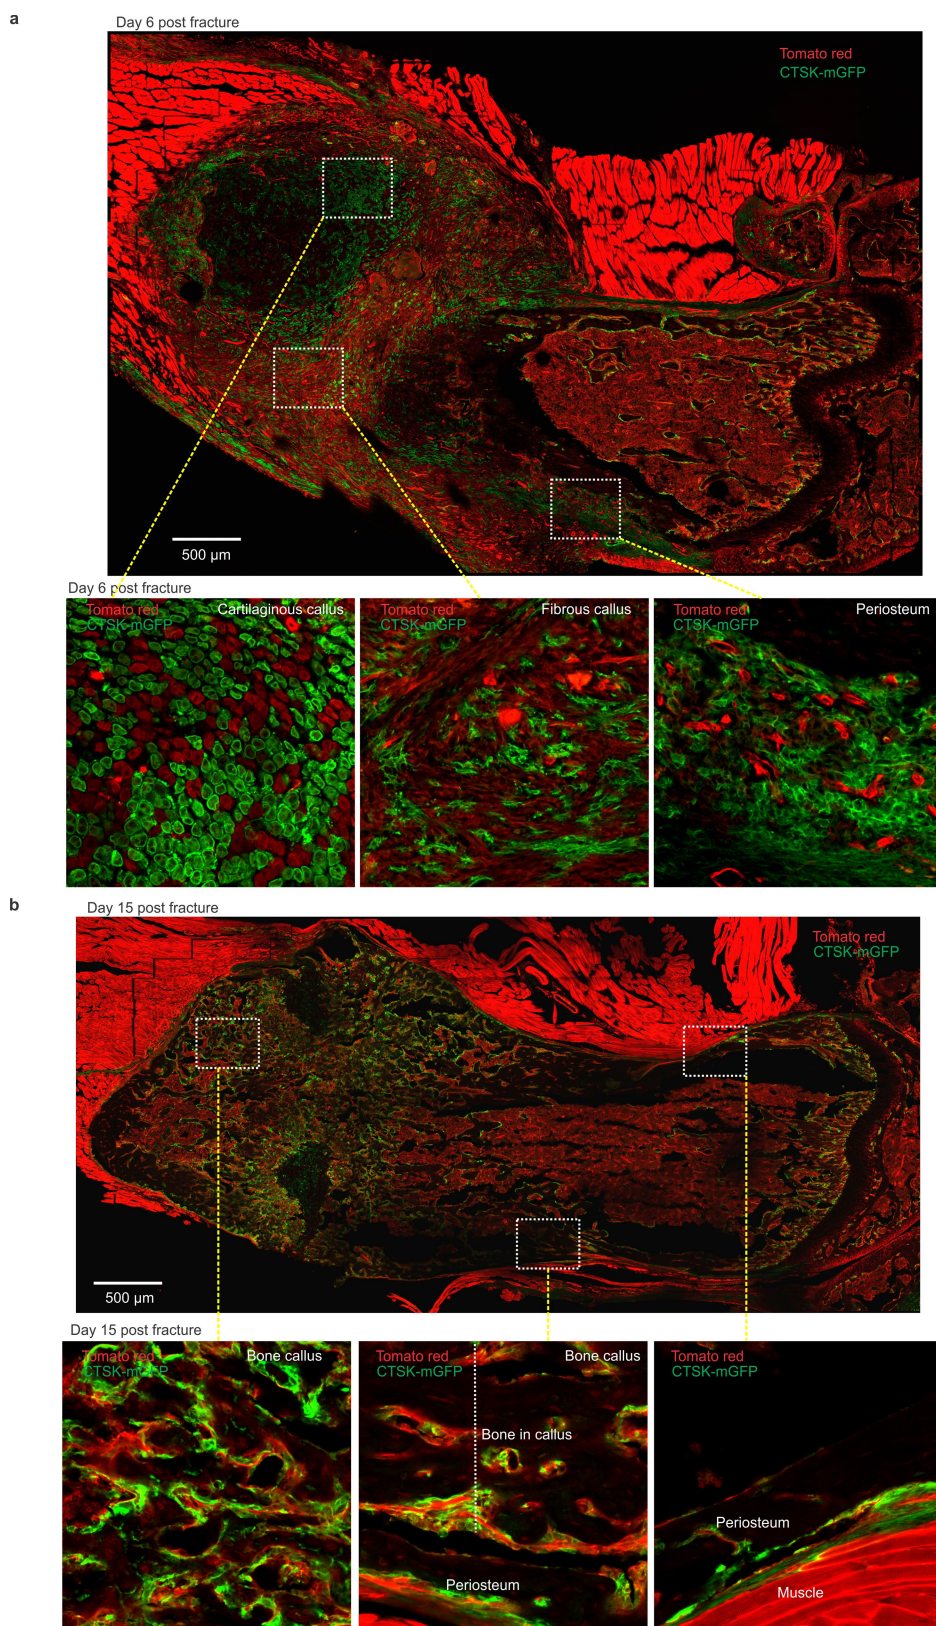 a
Day 6 post fracture
Tomato red
CTSK-mGFP
500 µm
Day 6 post fracture
Tomato red
CTSK-mGFP
Cartilaginous callus
Tomato red
CTSK-mGFP
Fibrous callus
Tomato red
CTSK-mGFP
Periosteum
b
Day 15 post fracture
Tomato red
CTSK-mGFP
500 µm
Day 15 post fracture
Tomato red
CTSK-mGFP
Bone callus
Tomato red
CTSK-mGFP
Bone callus
Bone in callus
Periosteum
Tomato red
CTSK-mGFP
Periosteum
Muscle